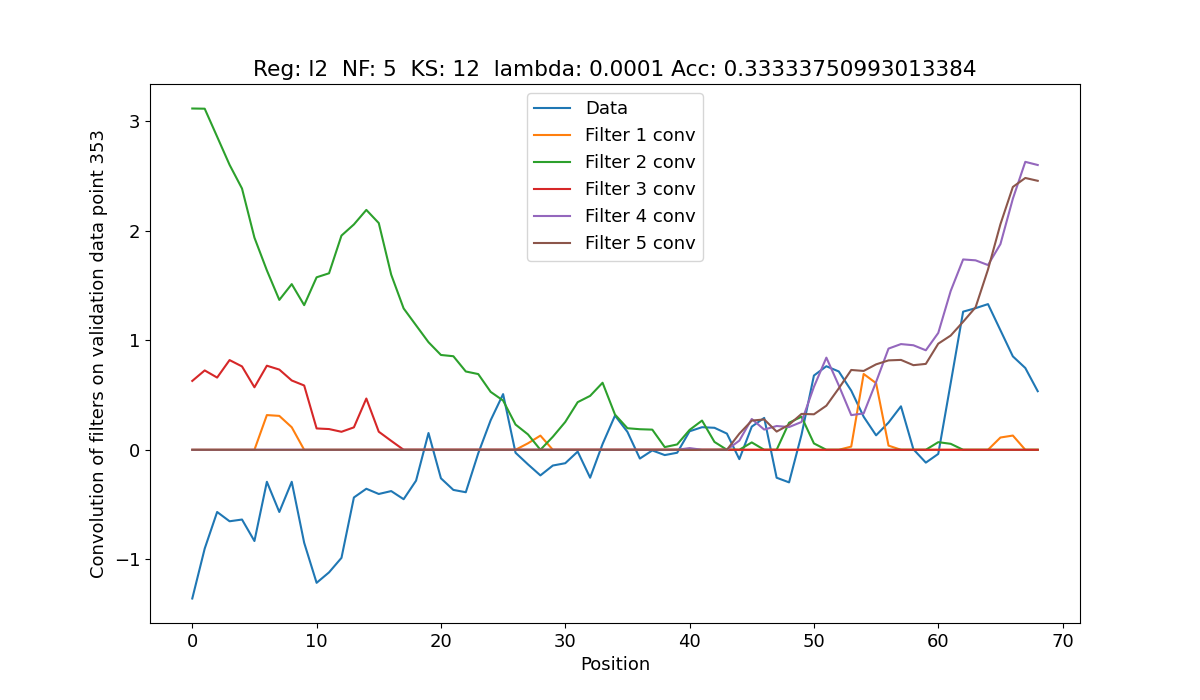 Reg: l2  NF: 5  KS: 12  lambda: 0.0001 Acc: 0.33333750993013384
Convolution of filters on validation data point 353
3
2
1
0
−1
Data
Filter 1 conv
Filter 2 conv
Filter 3 conv
Filter 4 conv
Filter 5 conv
0 10 20 30 40 50 60 70
Position